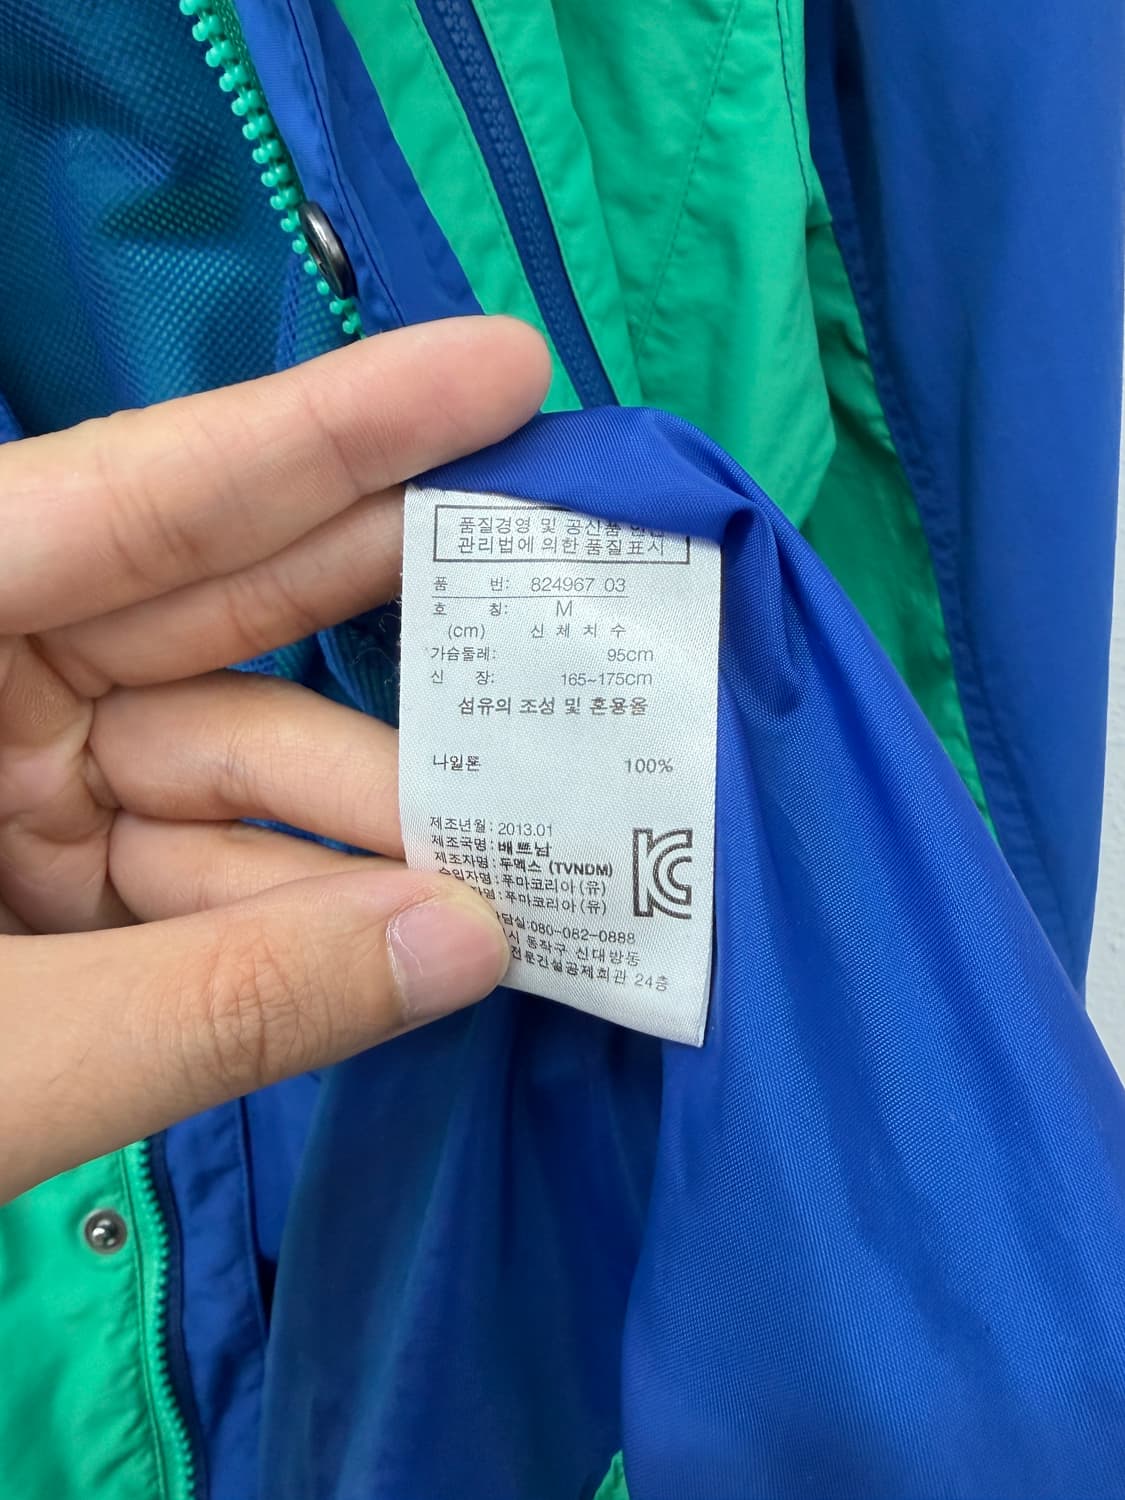 품질경영 및 공산품 안전
관리법에 의한 품질표시
품 번: 824967 03
호 칭: M
(cm) 신 체 치 수
가슴둘레: 95cm
신 장: 165~175cm
섬유의 조성 및 혼용율
나일론 100%
제조년월: 2013.01
제조국명: 베트남
제조자명: 두멕스 (TVNDM)
수입자명: 푸마코리아(유)
자명: 푸마코리아(유)
담실:080-082-0888
시 동작구 신대방동
전문건설공제회관 24층